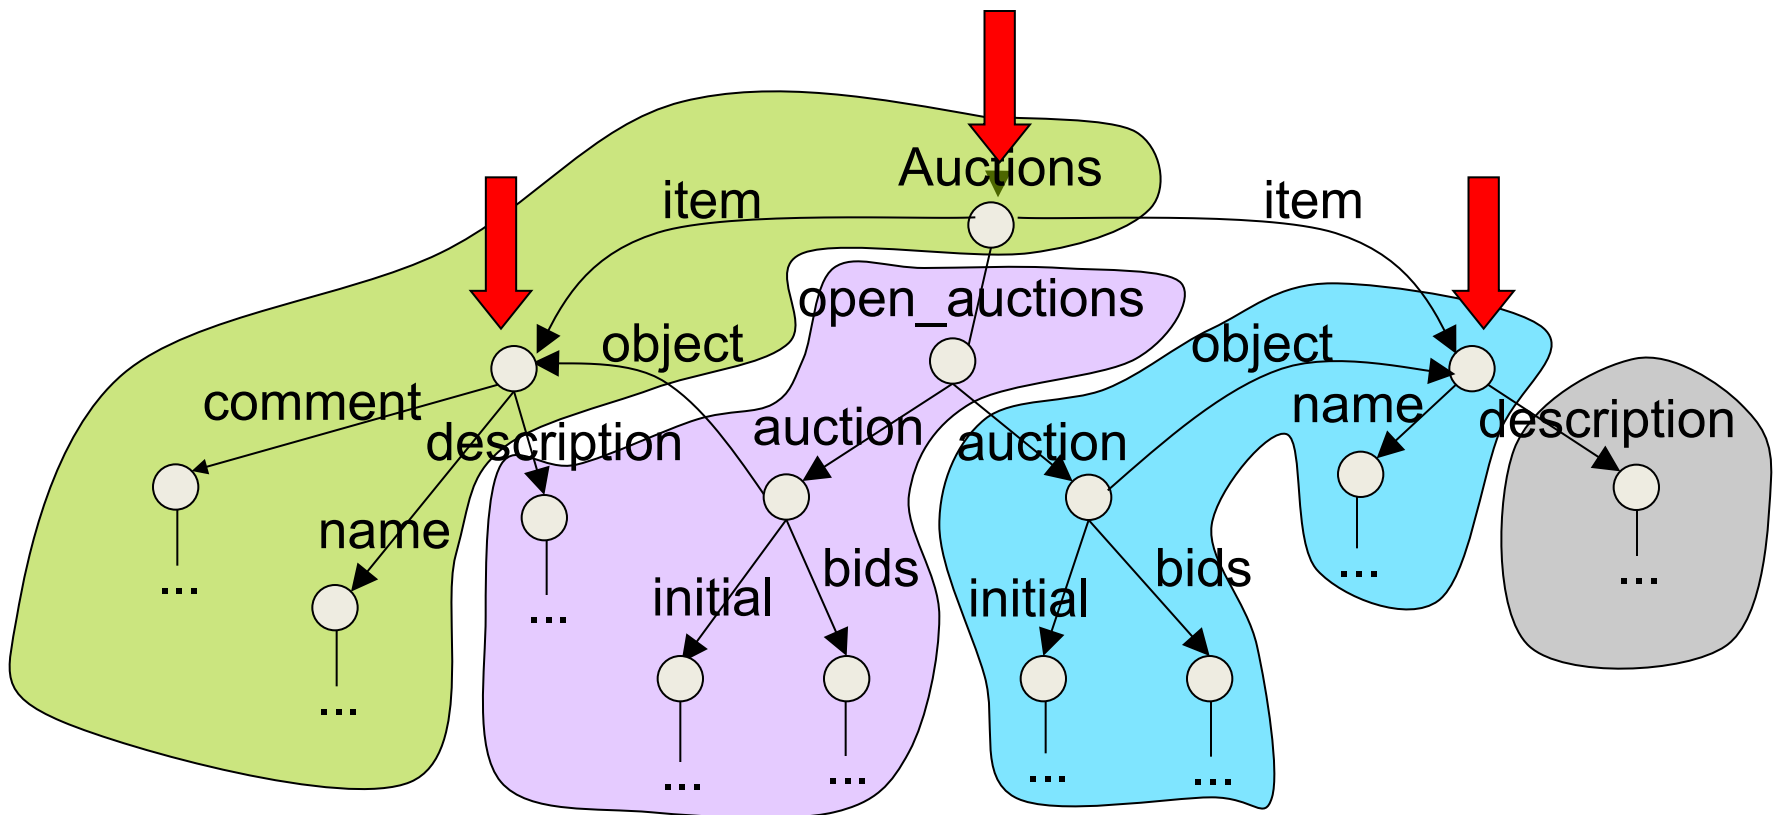 Auctions
item
item
open_auctions
object
object
comment
name
description
description
auction
auction
name
initial
bids
initial
bids
...
...
...
...
...
...
...
...
...